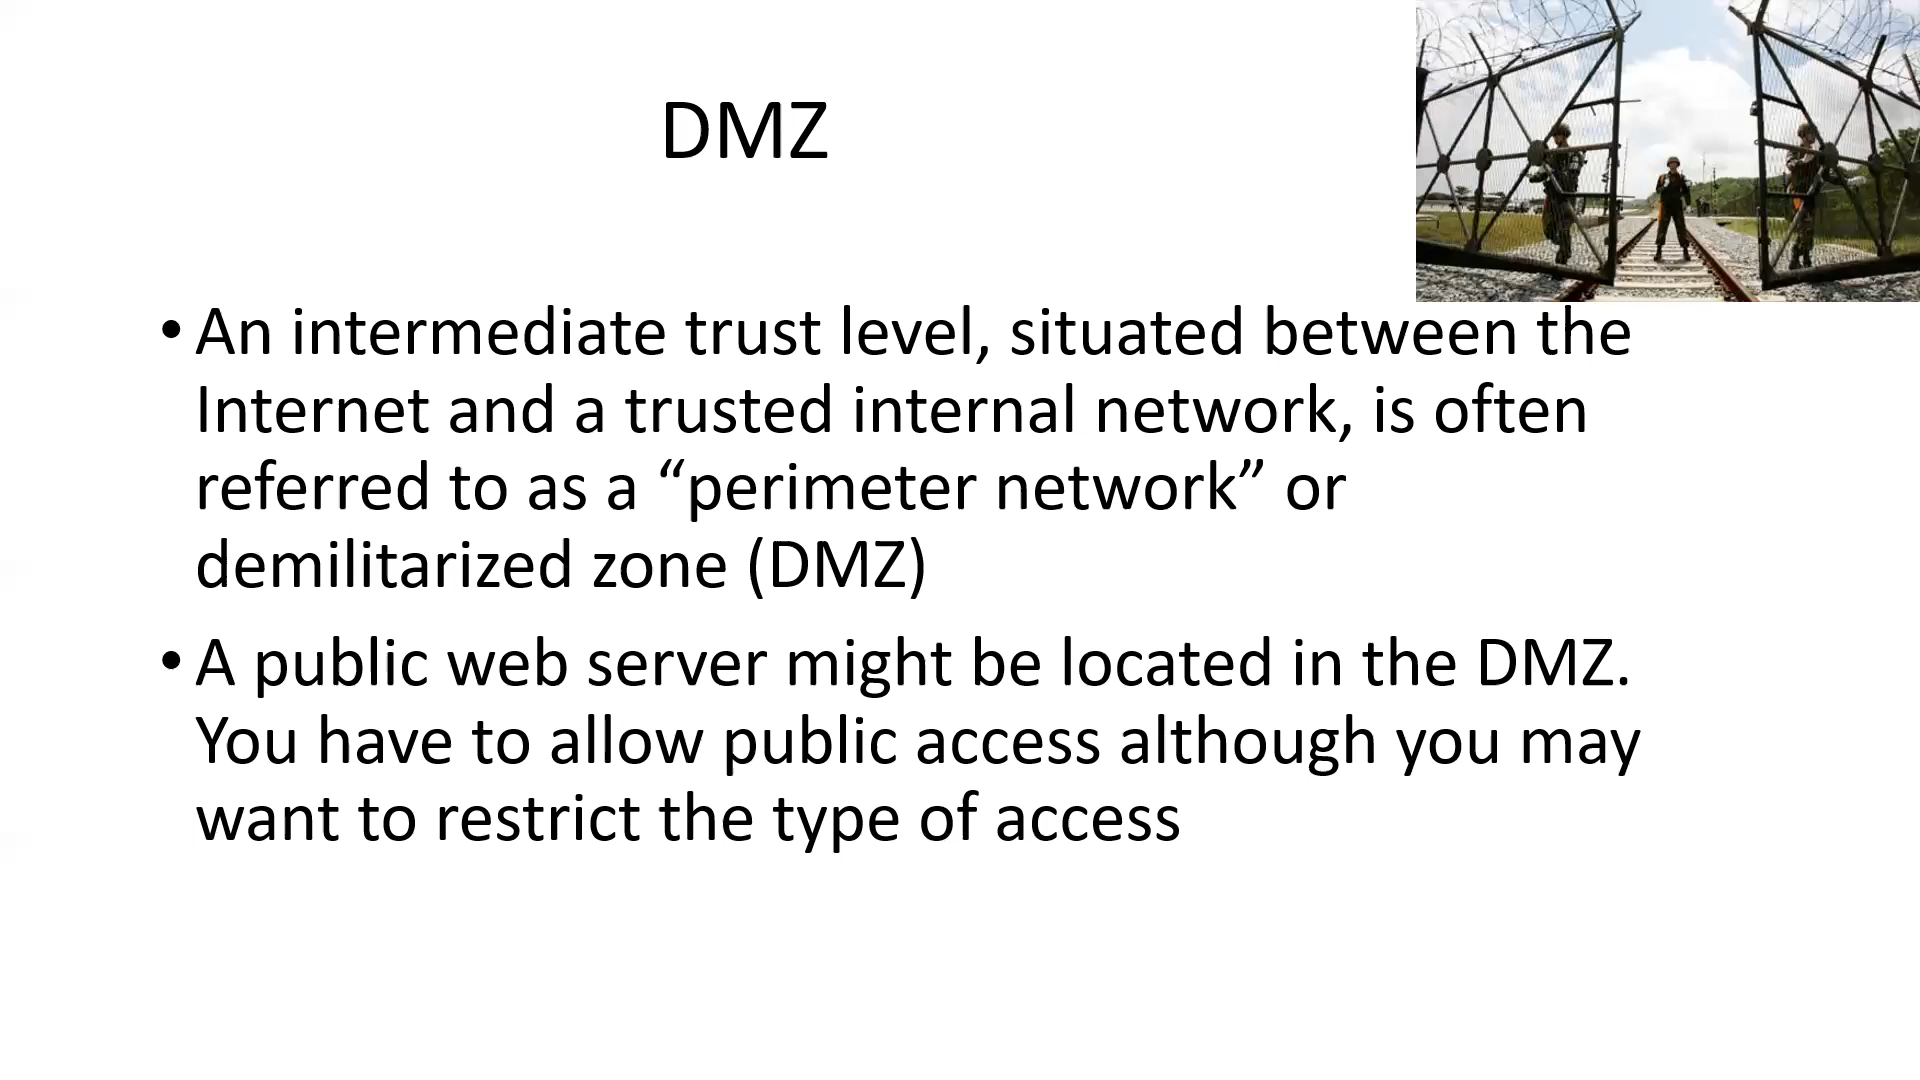 DMZ
• An intermediate trust level, situated between the
Internet and a trusted internal network, is often
referred to as a “perimeter network” or
demilitarized zone (DMZ)
• A public web server might be located in the DMZ.
You have to allow public access although you may
want to restrict the type of access